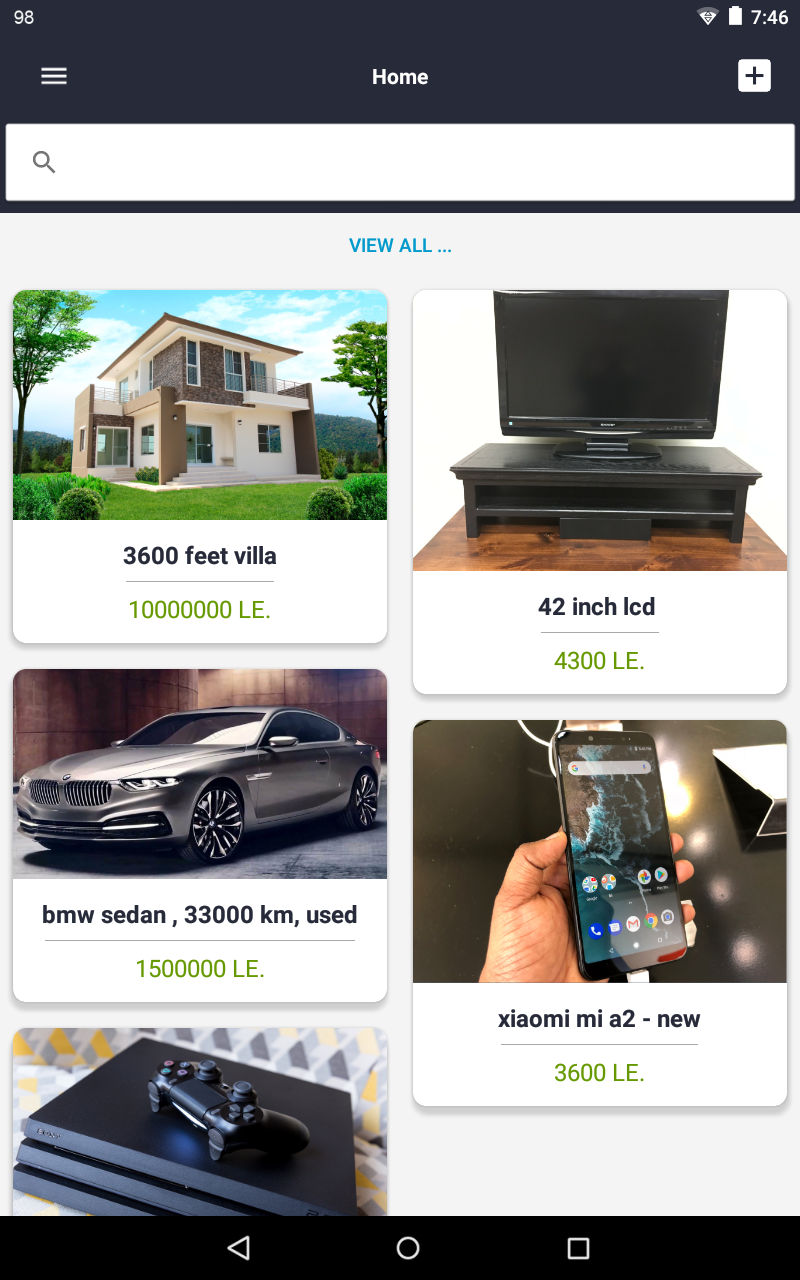 98
7:46
Home
VIEW ALL ...
3600 feet villa
10000000 LE.
42 inch lcd
4300 LE.
bmw sedan , 33000 km, used
1500000 LE.
xiaomi mi a2 - new
3600 LE.